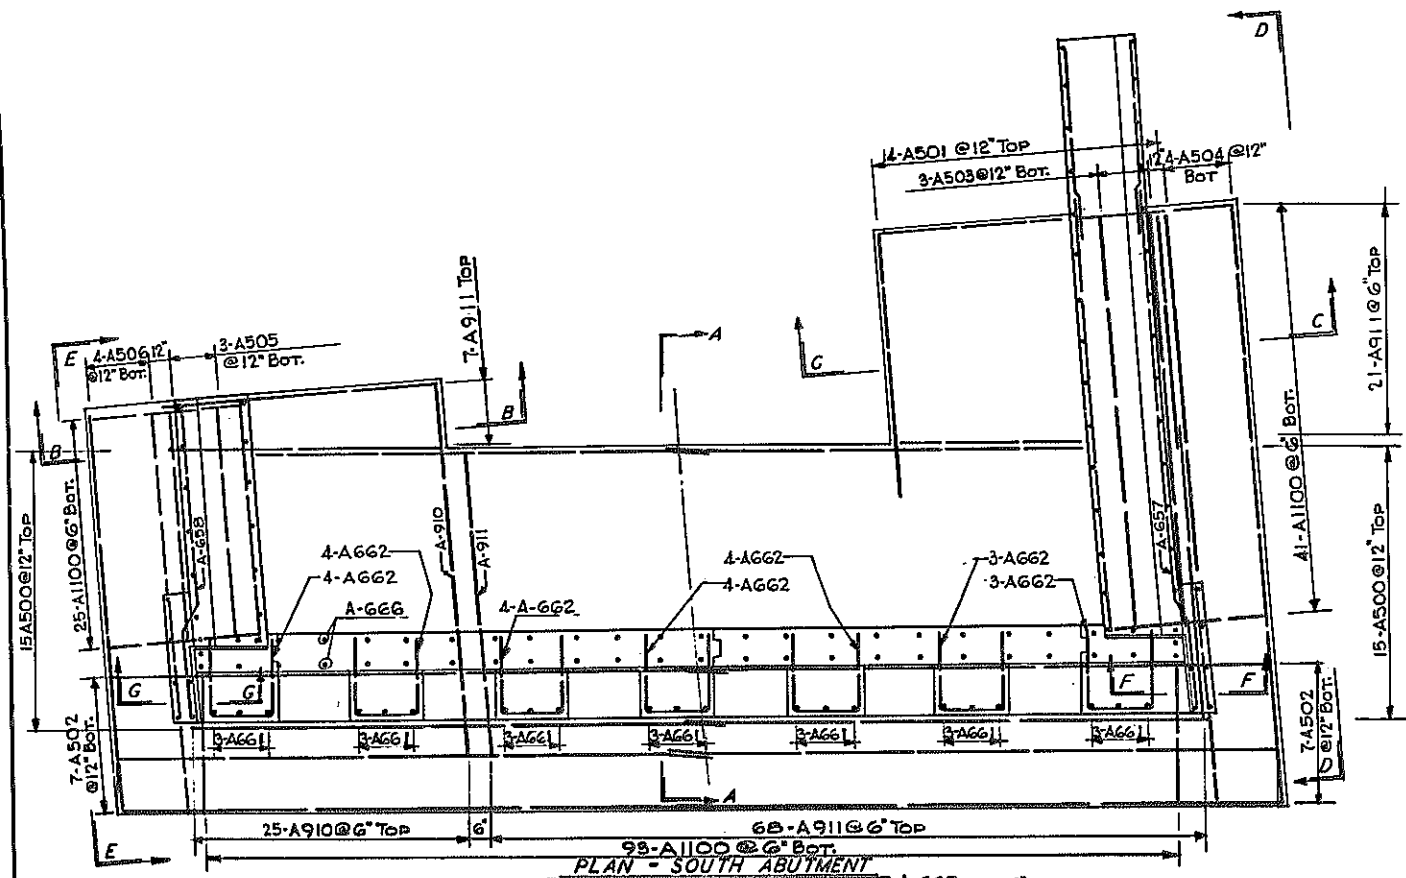 D
14-A501 @12" TOP
3-A503@12" BOT.
12"
4-A504 @12"
BOT
7-A911 TOP
21-A911@6" TOP
C
A
E
4-A506
@12" BOT.
12"
3-A505
@12" BOT.
C
B
B
41-A1100 @6" BOT.
15A500@12" TOP
25-A1100@6" BOT.
A-658
A-910
A-911
A-657
15-A500@12" TOP
4-A662
4-A662
A-666
4-A-662
4-A662
4-A662
3-A662
3-A662
G
G
F
F
7-A502
@12" BOT.
3-A661
3-A661
3-A661
3-A661
3-A661
3-A661
3-A661
7-A502
@12" BOT.
D
A
E
25-A910@6" TOP
6"
68-A911@6" TOP
93-A1100 @ 6" BOT.
PLAN - SOUTH ABUTMENT